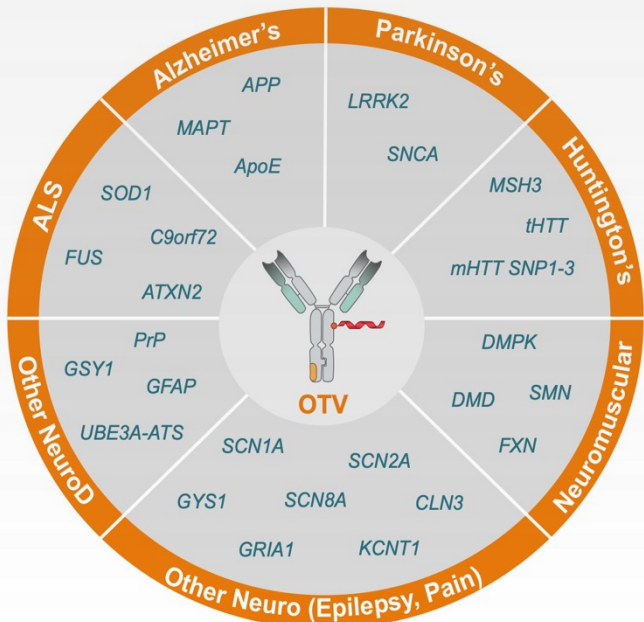 Alzheimer's
APP
MAPT
ApoE
Parkinson's
LRRK2
SNCA
Huntington's
MSH3
tHTT
mHTT SNP1-3
Neuromuscular
DMPK
DMD
SMN
FXN
Other Neuro (Epilepsy, Pain)
SCN1A
SCN2A
GYS1
SCN8A
CLN3
GRIA1
KCNT1
Other NeuroD
PrP
GSY1
GFAP
UBE3A-ATS
ALS
SOD1
C9orf72
FUS
ATXN2
OTV